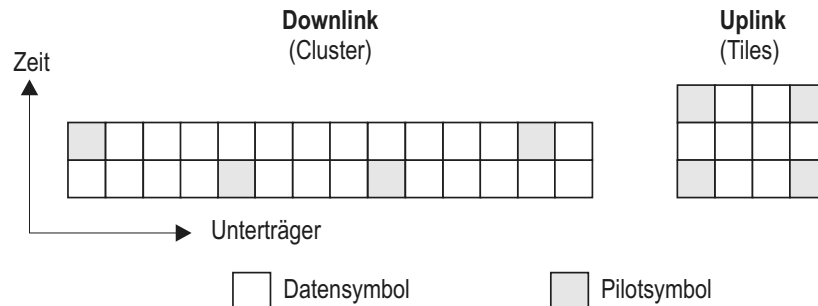 Downlink
(Cluster)
Uplink
(Tiles)
Zeit
Unterträger
Datensymbol
Pilotsymbol